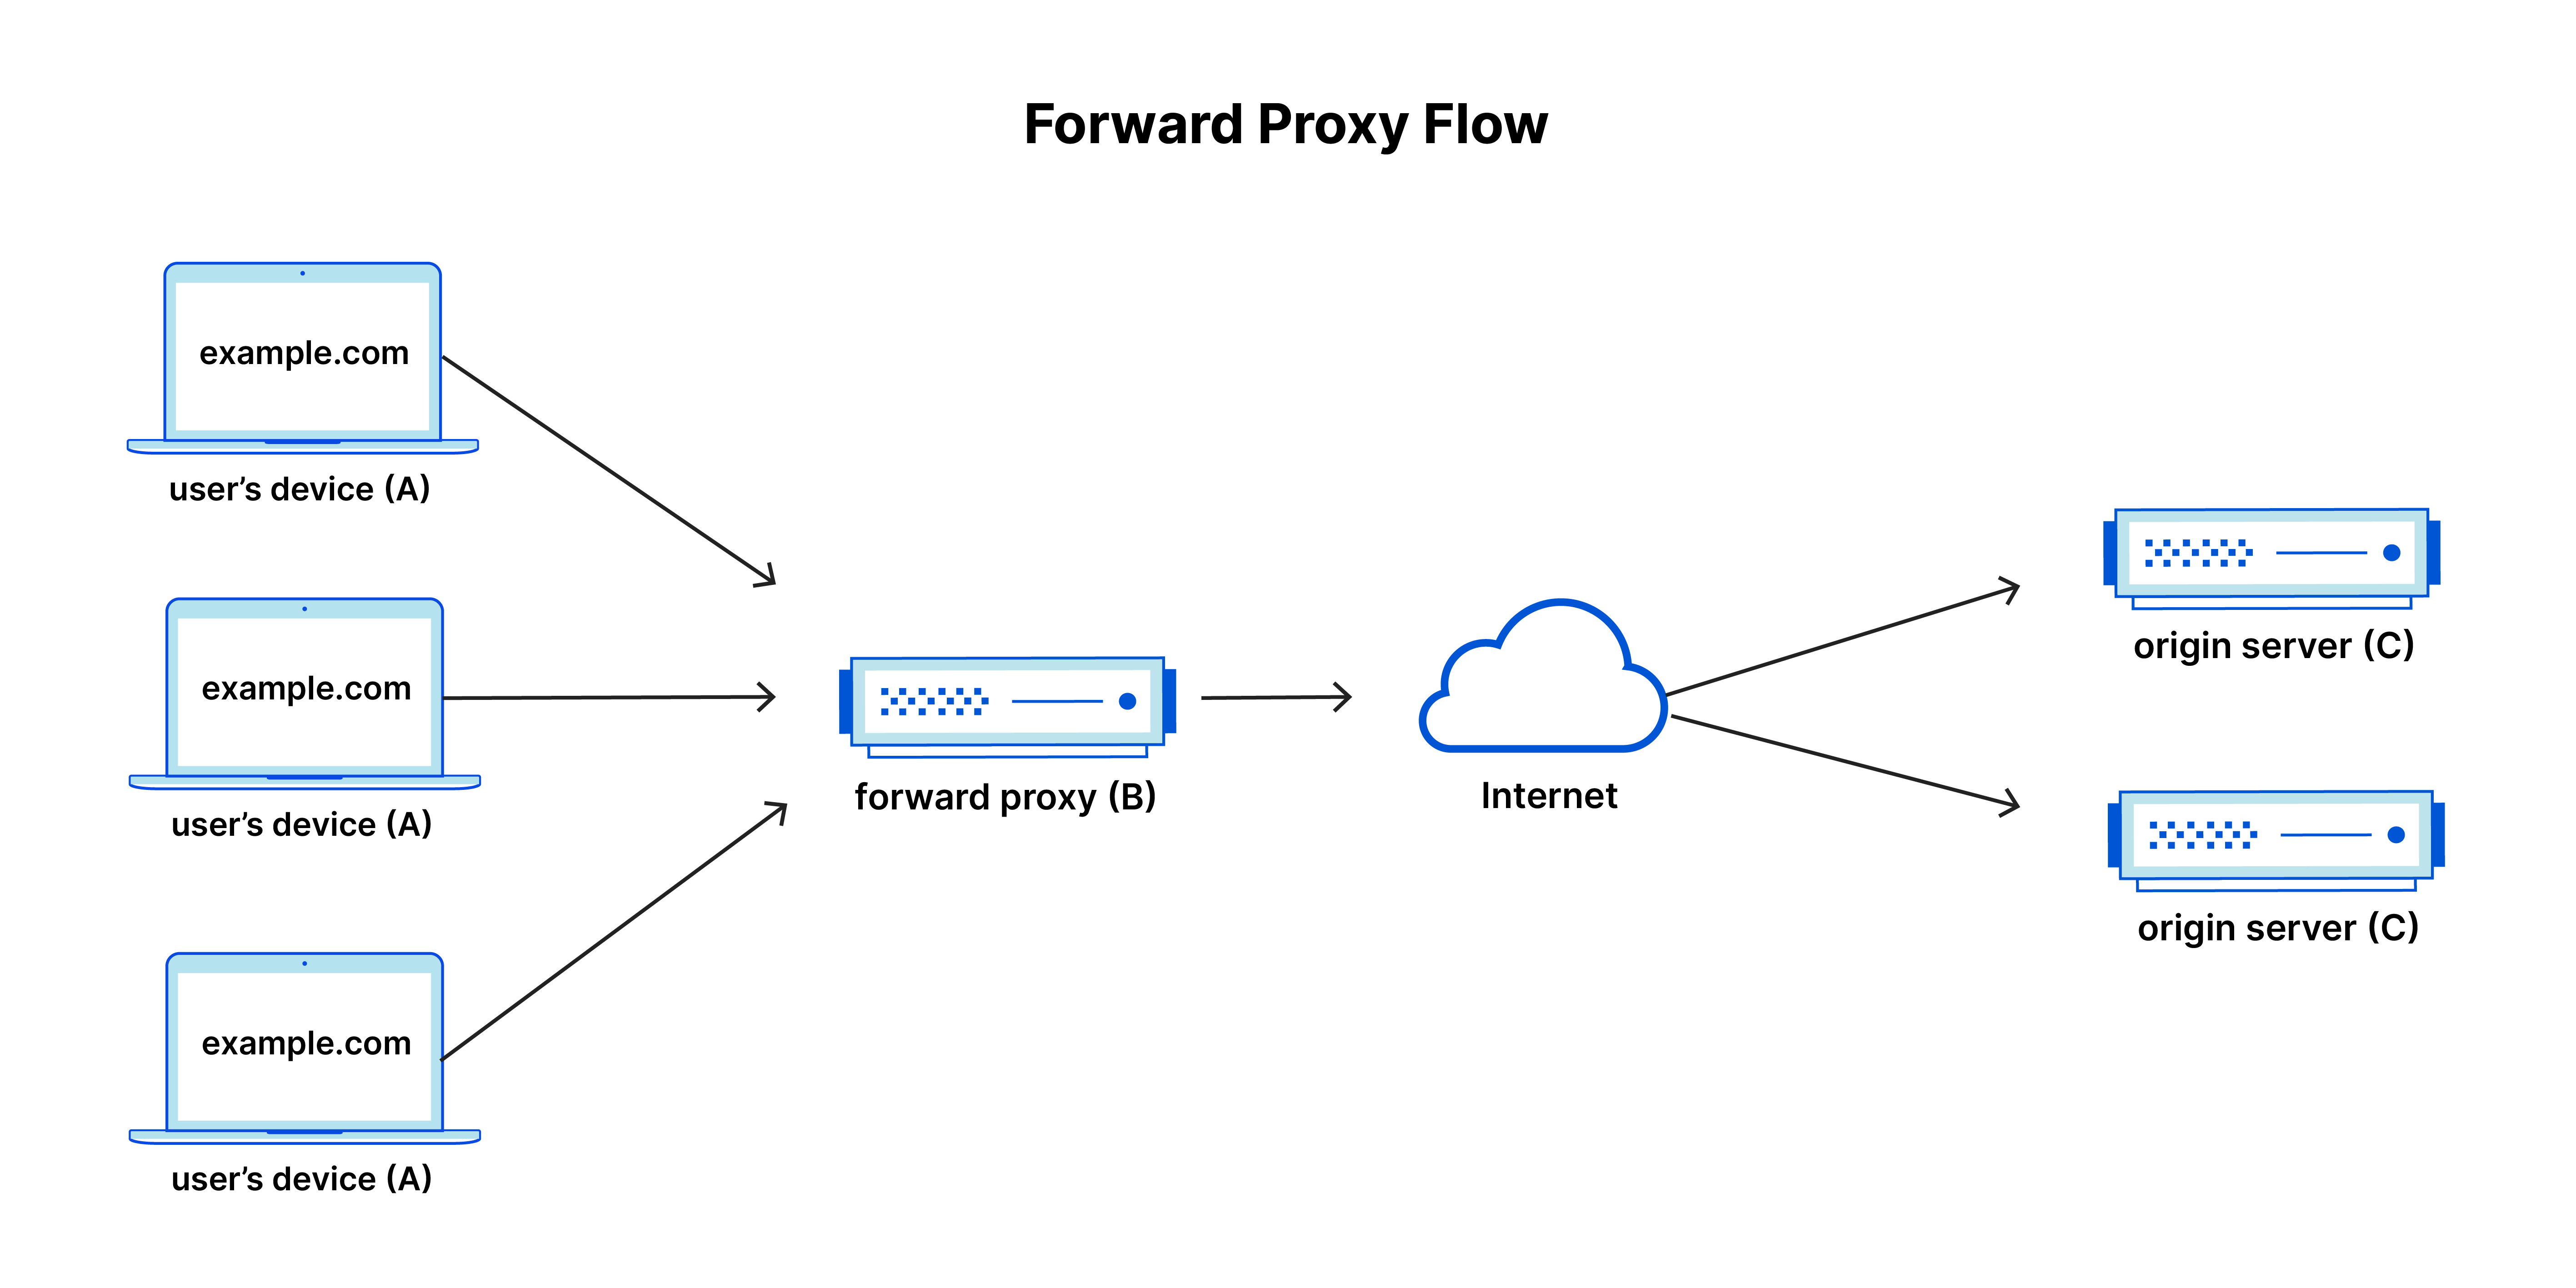 Forward Proxy Flow
example.com
user’s device (A)
example.com
user’s device (A)
example.com
user’s device (A)
forward proxy (B)
Internet
origin server (C)
origin server (C)